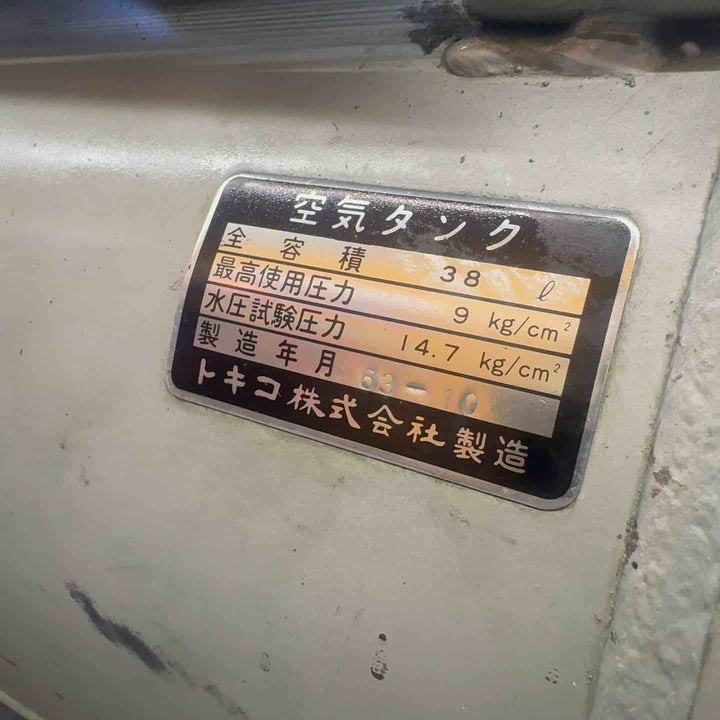 空気タンク
全容積 38 ℓ
最高使用圧力 9 kg/cm²
水圧試験圧力 14.7 kg/cm²
製造年月 63-10
トキコ株式会社製造